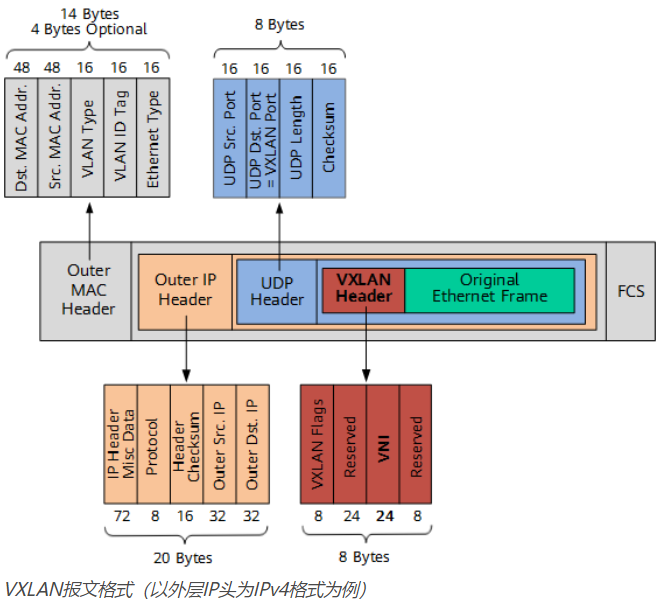 14 Bytes
4 Bytes Optional
8 Bytes
48 48 16 16 16
16 16 16 16
Dst. MAC Addr.
Src. MAC Addr.
VLAN Type
VLAN ID Tag
Ethernet Type
UDP Src. Port
UDP Dst. Port
= VXLAN Port
UDP Length
Checksum
Outer
MAC
Header
Outer IP
Header
UDP
Header
VXLAN
Header
Original
Ethernet Frame
FCS
IP Header
Misc Data
Protocol
Header
Checksum
Outer Src. IP
Outer Dst. IP
VXLAN Flags
Reserved
VNI
Reserved
72 8 16 32 32
8 24 24 8
20 Bytes
8 Bytes
VXLAN报文格式（以外层IP头为IPv4格式为例）